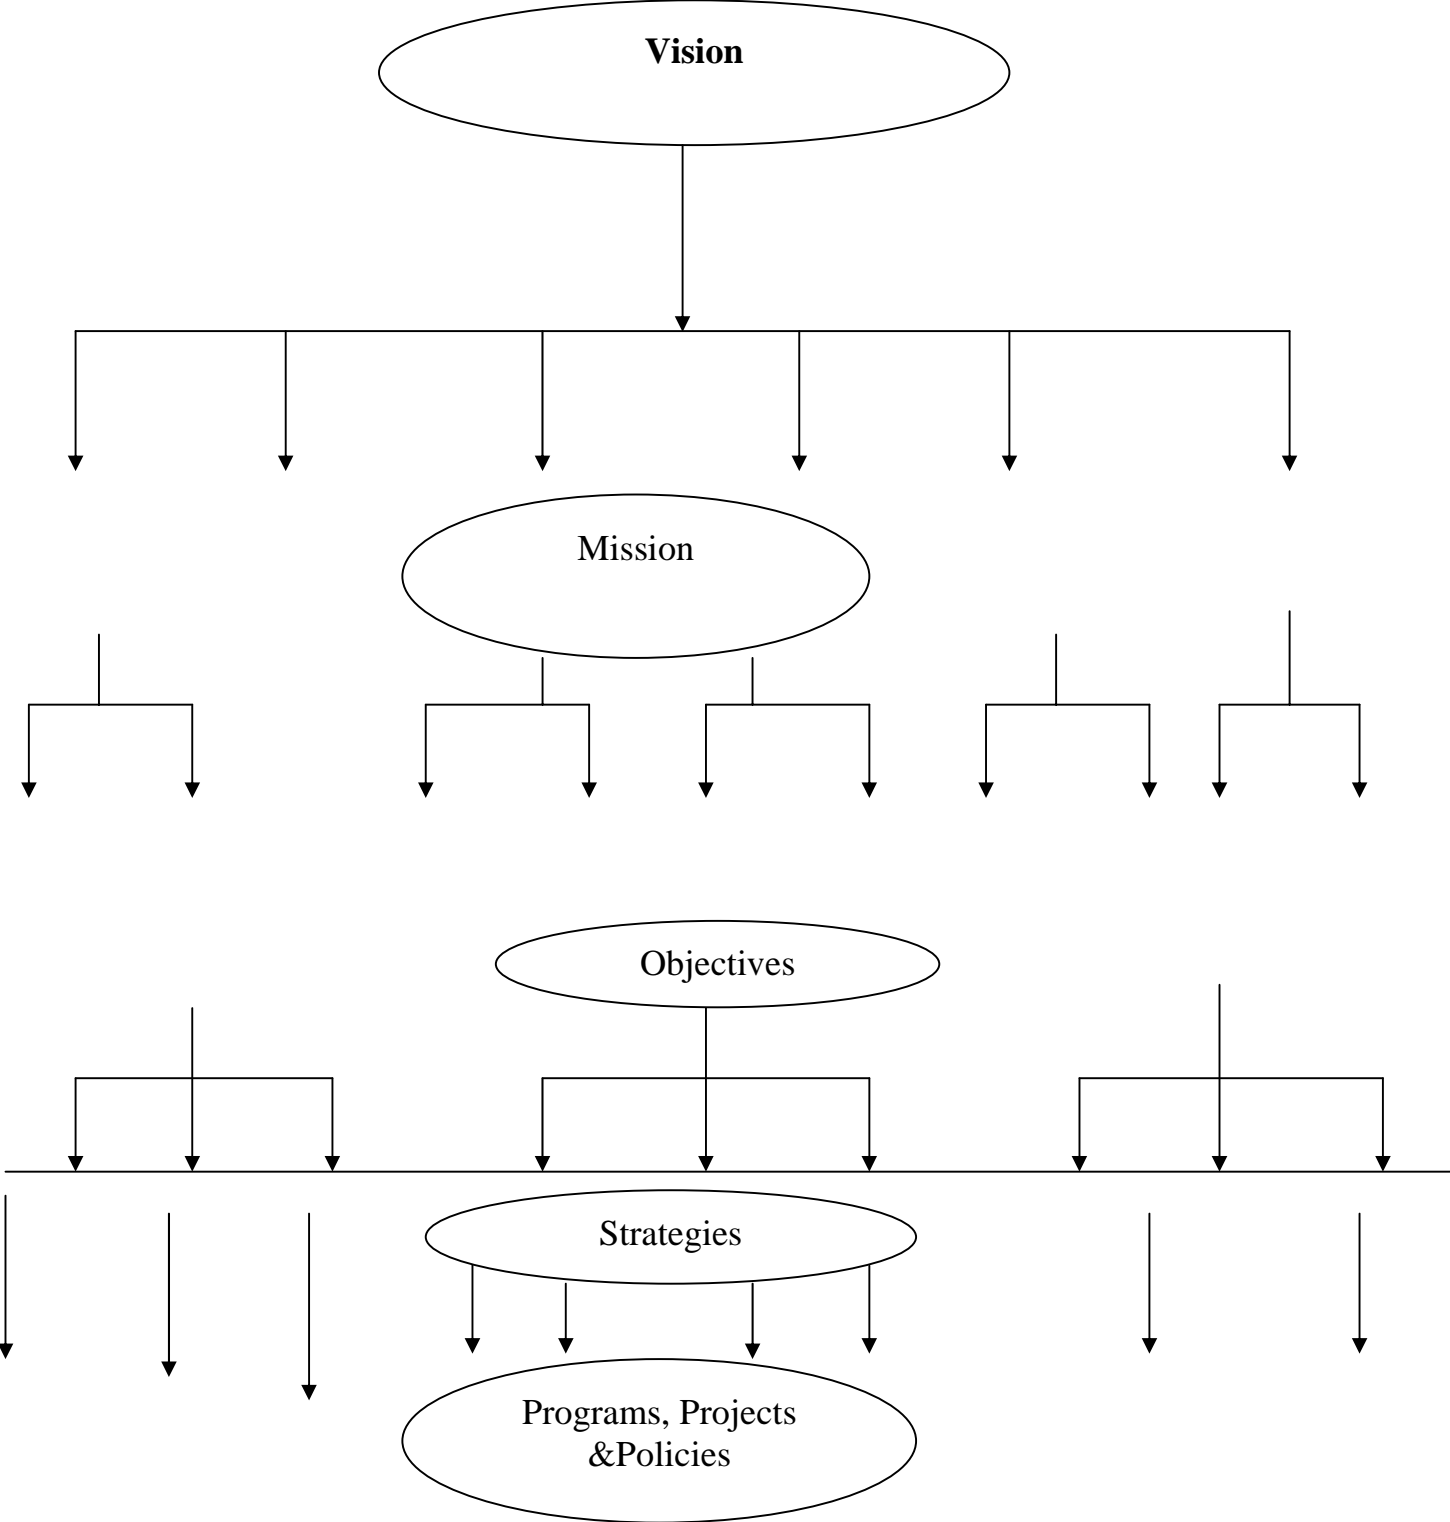 Vision
Mission
Objectives
Strategies
Programs, Projects
&Policies